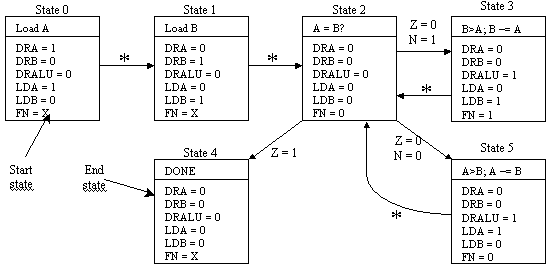 State 0
Load A
DRA = 1
DRB = 0
DRALU = 0
LDA = 1
LDB = 0
FN = X
*
State 1
Load B
DRA = 0
DRB = 1
DRALU = 0
LDA = 0
LDB = 1
FN = X
*
State 2
A = B?
DRA = 0
DRB = 0
DRALU = 0
LDA = 0
LDB = 0
FN = 0
Z = 0
N = 1
*
State 3
B>A; B -= A
DRA = 0
DRB = 0
DRALU = 1
LDA = 0
LDB = 1
FN = 1
Start
state
End
state
State 4
DONE
DRA = 0
DRB = 0
DRALU = 0
LDA = 0
LDB = 0
FN = X
Z = 1
Z = 0
N = 0
*
State 5
A>B; A -= B
DRA = 0
DRB = 0
DRALU = 1
LDA = 1
LDB = 0
FN = 0